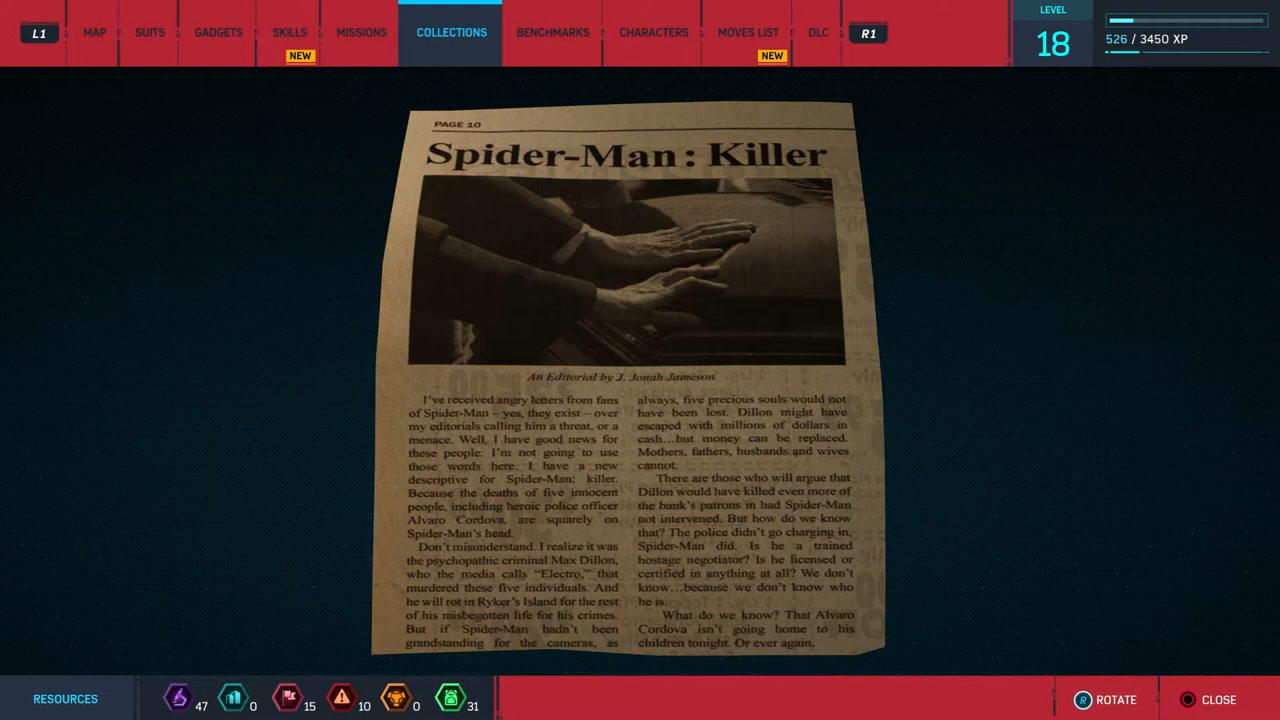 L1 MAP SUITS GADGETS SKILLS MISSIONS COLLECTIONS BENCHMARKS CHARACTERS MOVES LIST DLC R1
NEW NEW
LEVEL
18
526 / 3450 XP
PAGE 10
Spider-Man : Killer
An Editorial by J. Jonah Jameson
I've received angry letters from fans
of Spider-Man – yes, they exist – over
my editorials calling him a threat, or a
menace. Well, I have good news for
these people: I'm not going to use
those words here. I have a new
descriptive for Spider-Man: killer.
Because the deaths of five innocent
people, including heroic police officer
Alvaro Cordova, are squarely on
Spider-Man's head.
Don't misunderstand. I realize it was
the psychopathic criminal Max Dillon,
who the media calls "Electro," that
murdered these five individuals. And
he will rot in Ryker's Island for the rest
of his misbegotten life for his crimes.
But if Spider-Man hadn't been
grandstanding for the cameras, as
always, five precious souls would not
have been lost. Dillon might have
escaped with millions of dollars in
cash...but money can be replaced.
Mothers, fathers, husbands and wives
cannot.
There are those who will argue that
Dillon would have killed even more of
the bank's patrons in had Spider-Man
not intervened. But how do we know
that? The police didn't go charging in,
Spider-Man did. Is he a trained
hostage negotiator? Is he licensed or
certified in anything at all? We don't
know...because we don't know who
he is.
What do we know? That Alvaro
Cordova isn't going home to his
children tonight. Or ever again.
RESOURCES 47 0 15 10 0 31 R ROTATE CLOSE